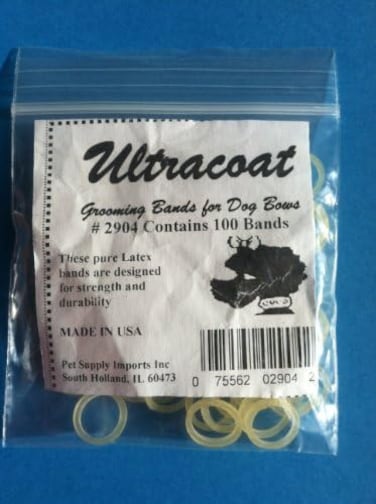 Ultracoat
Grooming Bands for Dog Bows
# 2904 Contains 100 Bands
These pure Latex
bands are designed
for strength and
durability
MADE IN USA
Pet Supply Imports Inc
South Holland, IL 60473
0 75562 02904 2